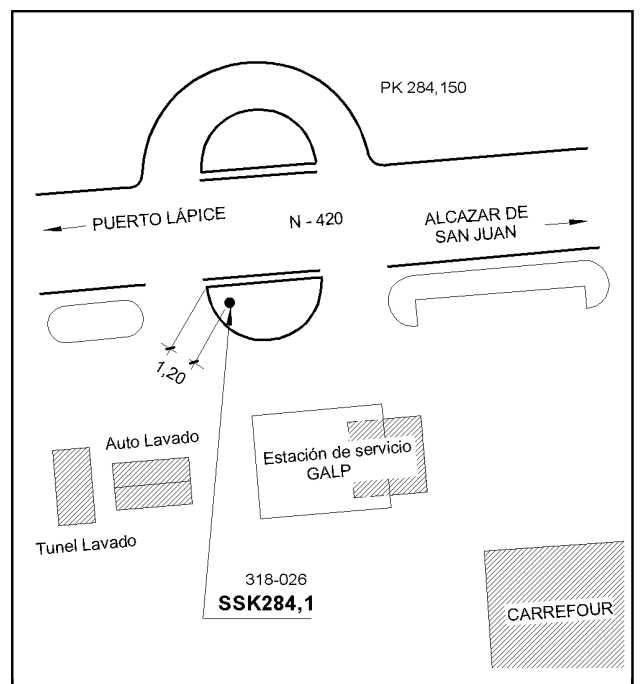 PK 284,150
PUERTO LÁPICE
N - 420
ALCAZAR DE
SAN JUAN
1,20
Auto Lavado
Estación de servicio
GALP
Tunel Lavado
318-026
SSK284,1
CARREFOUR